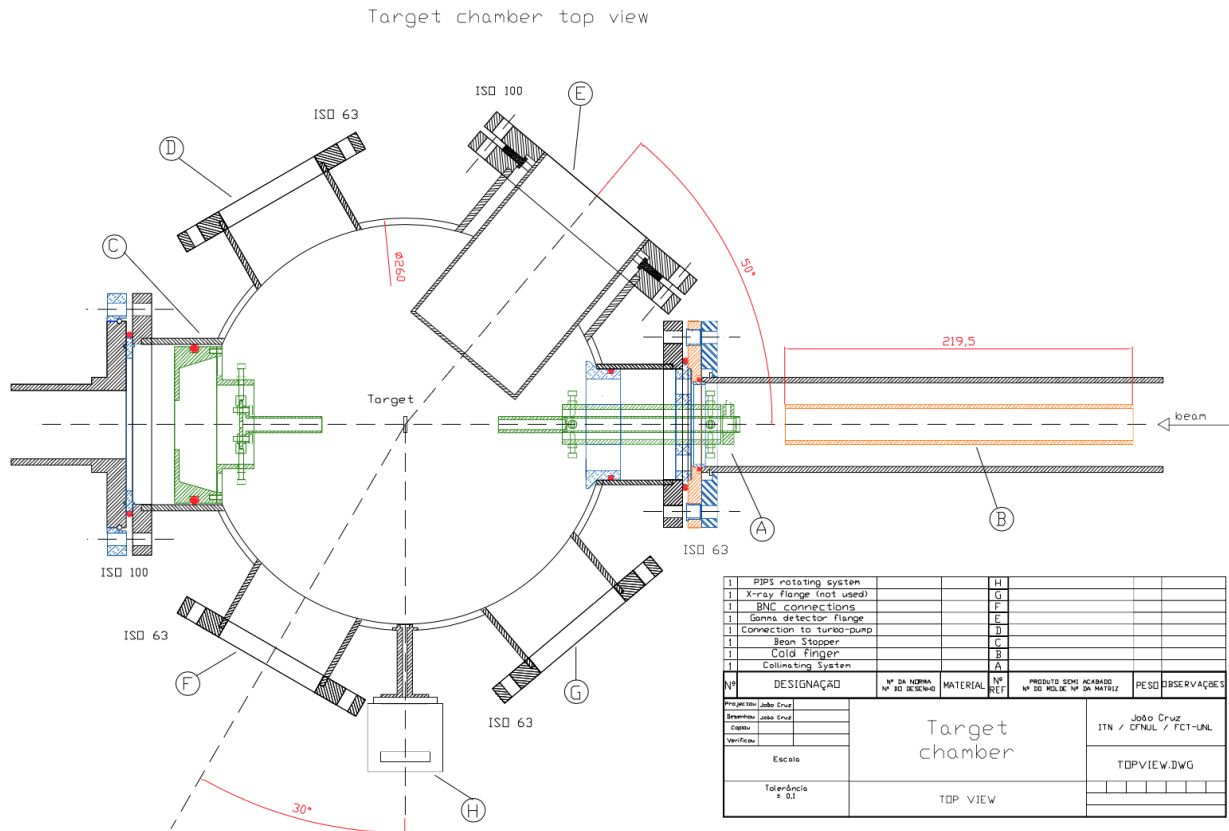 Target chamber top view
ISO 100
E
ISO 63
D
C
ø260
50°
219,5
Target
beam
A
B
ISO 63
ISO 100
ISO 63
F
G
ISO 63
H
30°
1 PIPS rotating system H
1 X-ray flange (not used) G
1 BNC connections F
1 Gamma detector flange E
1 Connection to turbo-pump D
1 Beam Stopper C
1 Cold finger B
1 Collimating System A
Nº DESIGNAÇÃO Nº DA NORMA Nº DO DESENHO MATERIAL Nº REF PRODUTO SEMI ACABADO Nº DO MOLDE Nº DA MATRIZ PESO OBSERVAÇÕES
Projectou João Cruz
Desenhou João Cruz
Copiou
Verificou
Target
chamber
João Cruz
ITN / CFNUL / FCT-UNL
Escala
TOPVIEW.DWG
Tolerância
± 0,1
TOP VIEW